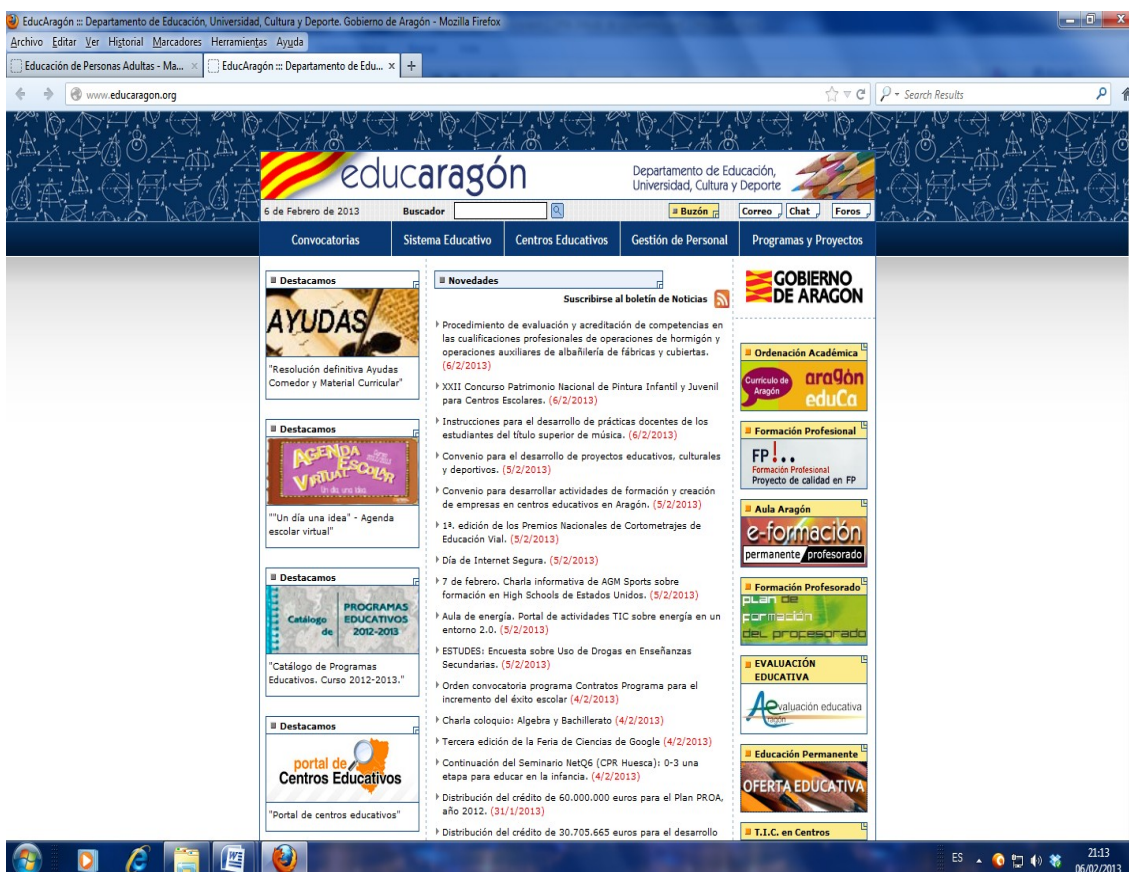 EducAragón ::: Departamento de Educación, Universidad, Cultura y Deporte. Gobierno de Aragón - Mozilla Firefox
Archivo Editar Ver Historial Marcadores Herramientas Ayuda
Educación de Personas Adultas - Ma...
EducAragón ::: Departamento de Edu...
www.educaragon.org
Search Results
educaragón
Departamento de Educación,
Universidad, Cultura y Deporte
6 de Febrero de 2013
Buscador
Buzón
Correo
Chat
Foros
Convocatorias
Sistema Educativo
Centros Educativos
Gestión de Personal
Programas y Proyectos
Destacamos
AYUDAS
"Resolución definitiva Ayudas
Comedor y Material Curricular"
Destacamos
AGENDA
ESCOLAR
VIRTUAL
Un día una idea
""Un día una idea" - Agenda
escolar virtual"
Destacamos
Catálogo
de
PROGRAMAS
EDUCATIVOS
2012-2013
"Catálogo de Programas
Educativos. Curso 2012-2013."
Destacamos
portal de
Centros Educativos
"Portal de centros educativos"
Novedades
Suscribirse al boletín de Noticias
Procedimiento de evaluación y acreditación de competencias en
las cualificaciones profesionales de operaciones de hormigón y
operaciones auxiliares de albañilería de fábricas y cubiertas.
(6/2/2013)
XXII Concurso Patrimonio Nacional de Pintura Infantil y Juvenil
para Centros Escolares. (6/2/2013)
Instrucciones para el desarrollo de prácticas docentes de los
estudiantes del título superior de música. (6/2/2013)
Convenio para el desarrollo de proyectos educativos, culturales
y deportivos. (5/2/2013)
Convenio para desarrollar actividades de formación y creación
de empresas en centros educativos en Aragón. (5/2/2013)
1ª. edición de los Premios Nacionales de Cortometrajes de
Educación Vial. (5/2/2013)
Día de Internet Segura. (5/2/2013)
7 de febrero. Charla informativa de AGM Sports sobre
formación en High Schools de Estados Unidos. (5/2/2013)
Aula de energía. Portal de actividades TIC sobre energía en un
entorno 2.0. (5/2/2013)
ESTUDES: Encuesta sobre Uso de Drogas en Enseñanzas
Secundarias. (5/2/2013)
Orden convocatoria programa Contratos Programa para el
incremento del éxito escolar (4/2/2013)
Charla coloquio: Algebra y Bachillerato (4/2/2013)
Tercera edición de la Feria de Ciencias de Google (4/2/2013)
Continuación del Seminario NetQ6 (CPR Huesca): 0-3 una
etapa para educar en la infancia. (4/2/2013)
Distribución del crédito de 60.000.000 euros para el Plan PROA,
año 2012. (31/1/2013)
Distribución del crédito de 30.705.665 euros para el desarrollo
GOBIERNO
DE ARAGON
Ordenación Académica
Currículo de
Aragón
aragón
eduCa
Formación Profesional
FP!..
Formación Profesional
Proyecto de calidad en FP
Aula Aragón
e-formación
permanente profesorado
Formación Profesorado
plan de
formación
del profesorado
EVALUACIÓN
EDUCATIVA
Aevaluación educativa
ragón
Educación Permanente
OFERTA EDUCATIVA
T.I.C. en Centros
ES
21:13
06/02/2013